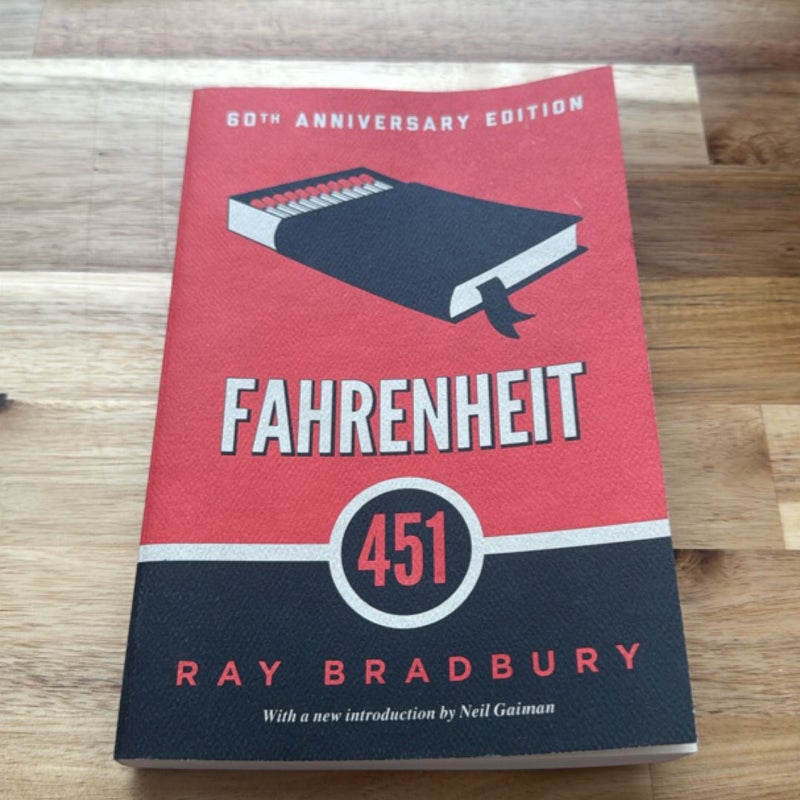 60TH ANNIVERSARY EDITION
FAHRENHEIT
451
RAY BRADBURY
With a new introduction by Neil Gaiman